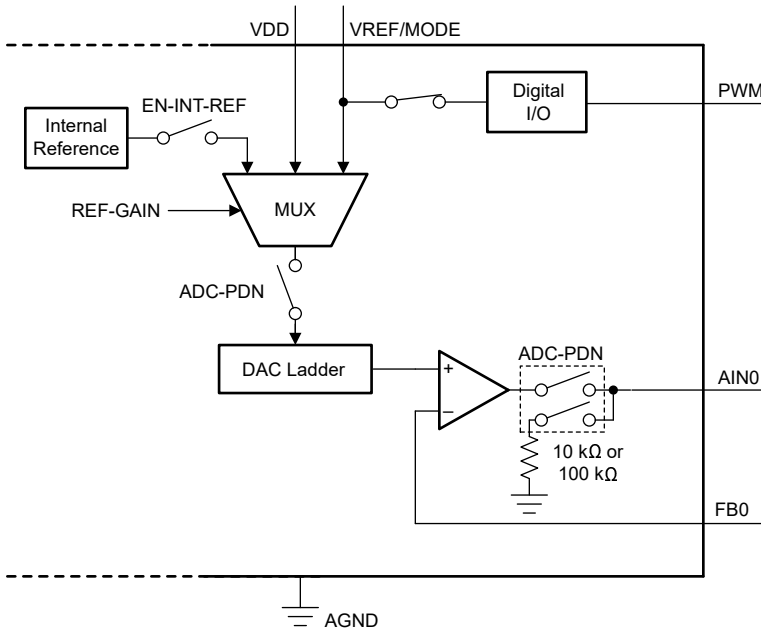 VDD
VREF/MODE
PWM
Digital
I/O
EN-INT-REF
Internal
Reference
REF-GAIN
MUX
ADC-PDN
DAC Ladder
+
–
ADC-PDN
AIN0
10 kΩ or
100 kΩ
FB0
AGND